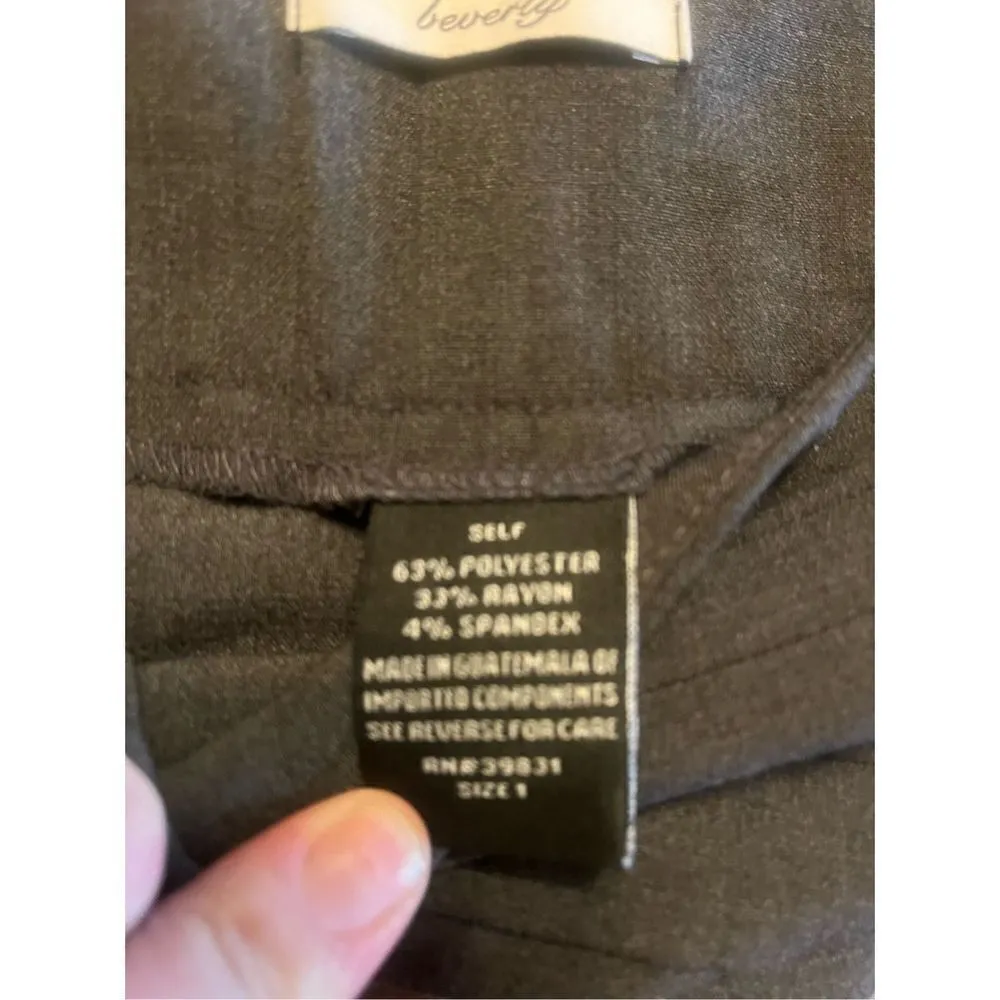 beverly
SELF
63% POLYESTER
33% RAYON
4% SPANDEX
MADE IN GUATEMALA OF
IMPORTED COMPONENTS
SEE REVERSE FOR CARE
RN# 39831
SIZE 1